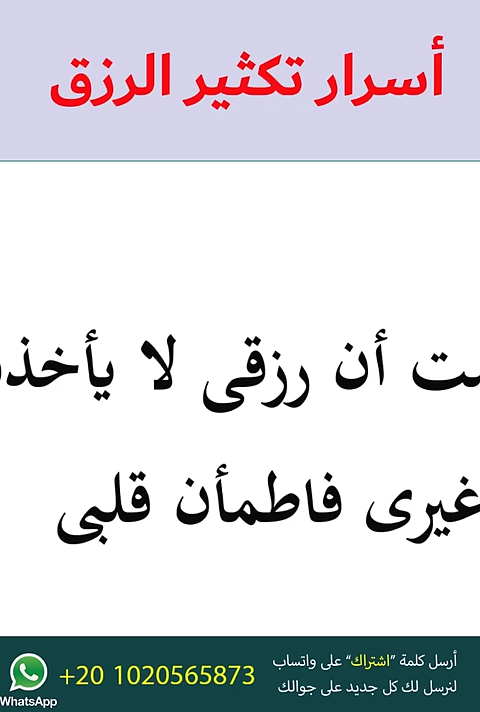 أسرار تكثير الرزق
أن رزقى لا
غيرى فاطمأن قلبى
أرسل كلمة "اشتراك" على واتساب
لنرسل لك كل جديد على جوالك
+20 1020565873
WhatsApp